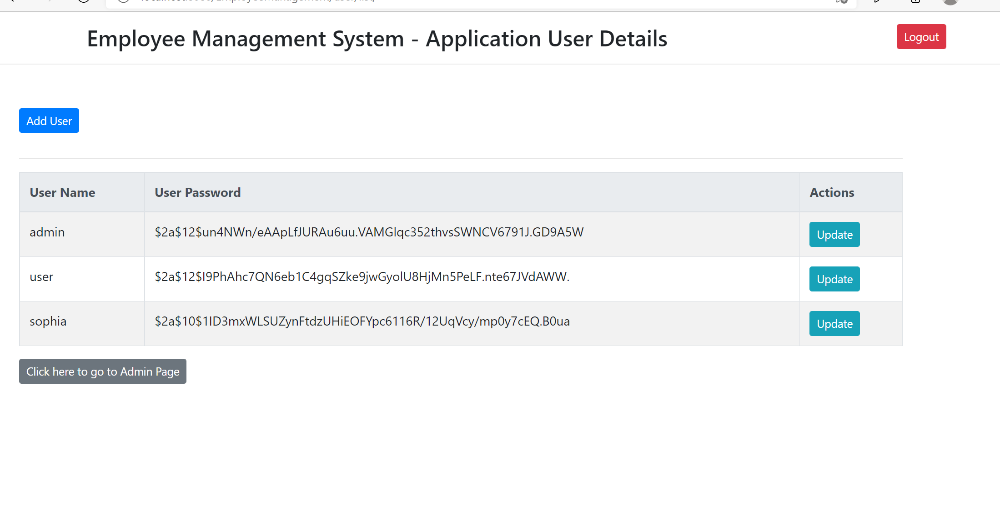 Employee Management System - Application User Details
Logout
Add User
User Name User Password Actions
admin $2a$12$un4NWn/eAApLfJURAu6uu.VAMGlqc352thvsSWNCV6791J.GD9A5W Update
user $2a$12$I9PhAhc7QN6eb1C4gqSZke9jwGyolU8HjMn5PeLF.nte67JVdAWW. Update
sophia $2a$10$1ID3mxWLSUZynFtdzUHiEOFYpc6116R/12UqVcy/mp0y7cEQ.B0ua Update
Click here to go to Admin Page